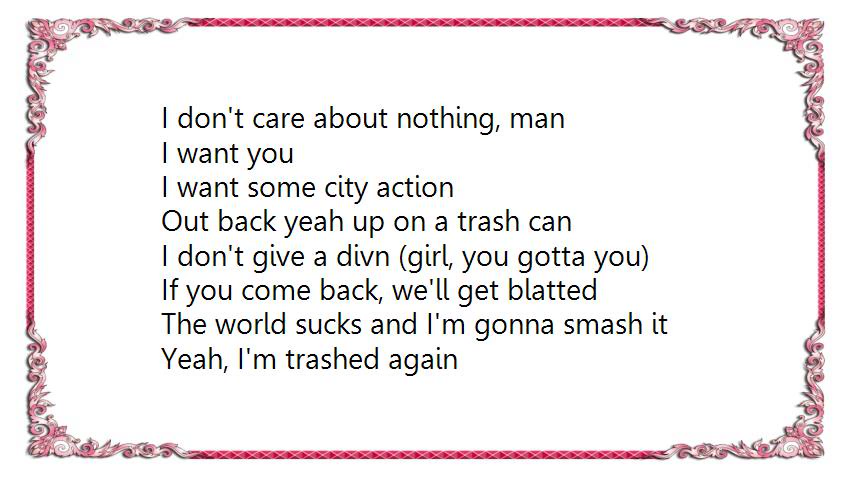 I don't care about nothing, man
I want you
I want some city action
Out back yeah up on a trash can
I don't give a divn (girl, you gotta you)
If you come back, we'll get blatted
The world sucks and I'm gonna smash it
Yeah, I'm trashed again